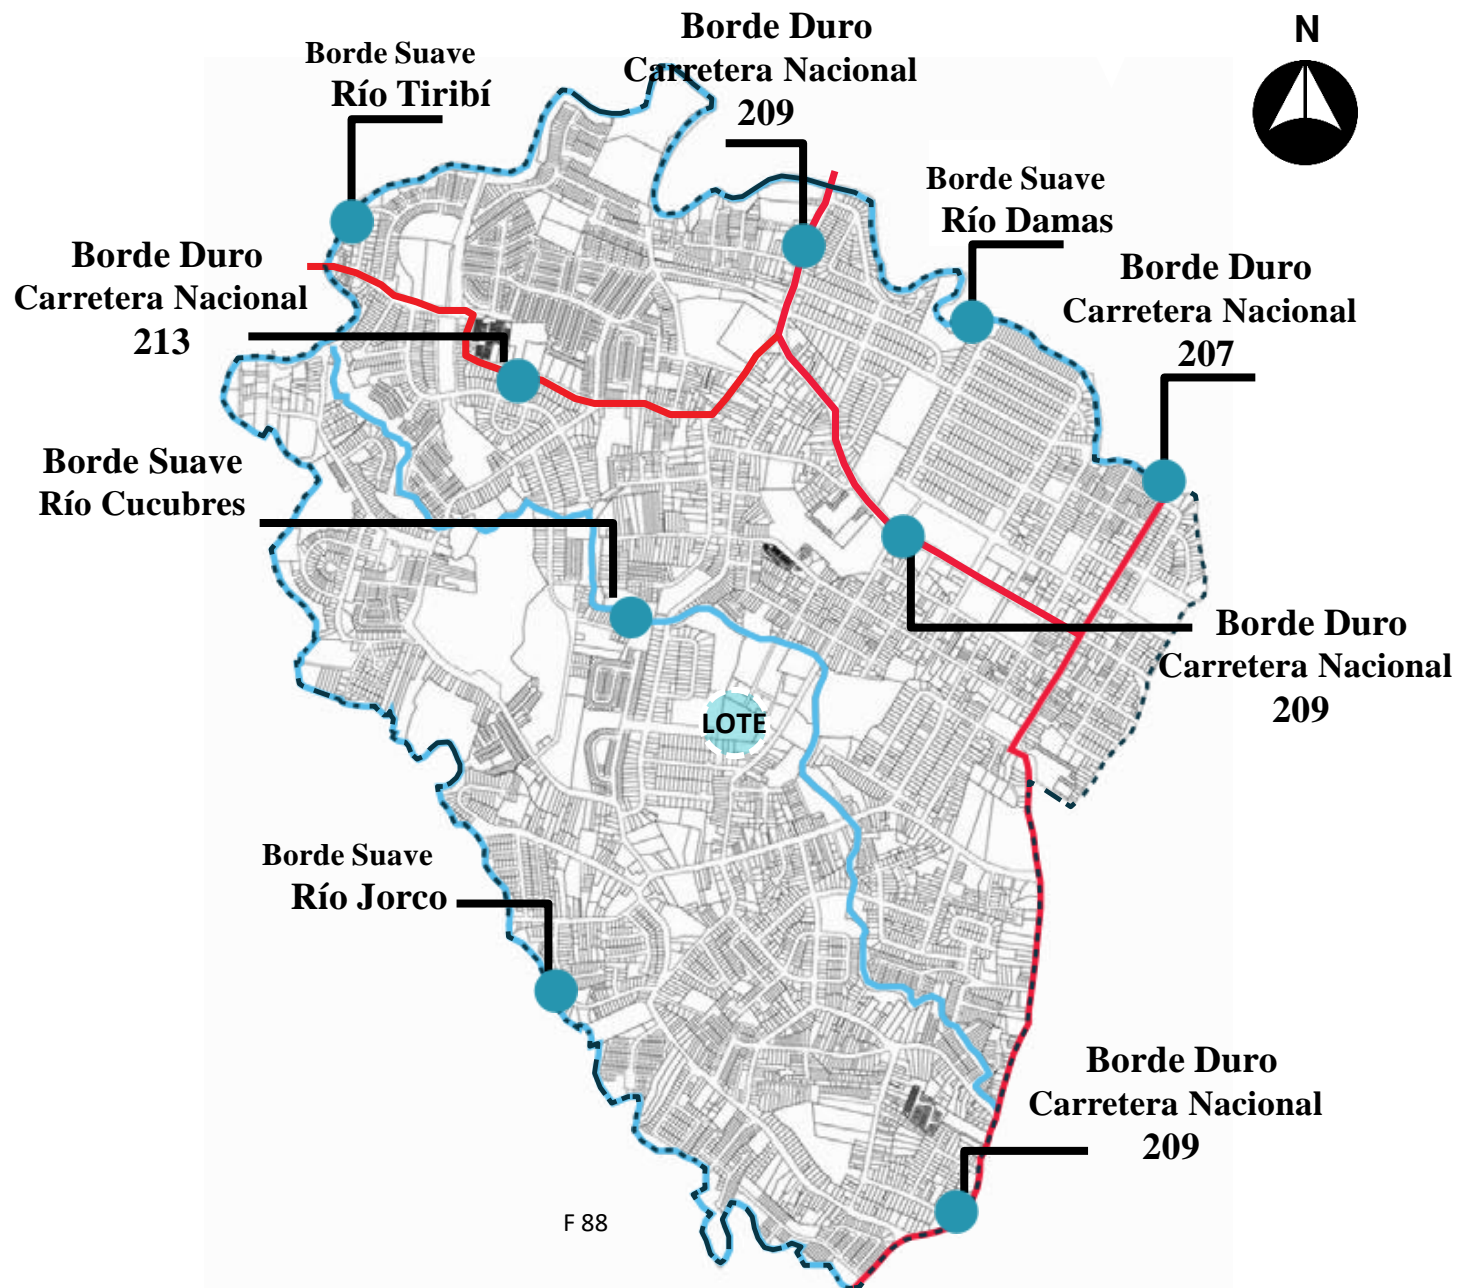 N
Borde Duro
Carretera Nacional
209
Borde Suave
Río Tiribí
Borde Suave
Río Damas
Borde Duro
Carretera Nacional
213
Borde Duro
Carretera Nacional
207
Borde Suave
Río Cucubres
Borde Duro
Carretera Nacional
209
LOTE
Borde Suave
Río Jorco
Borde Duro
Carretera Nacional
209
F 88